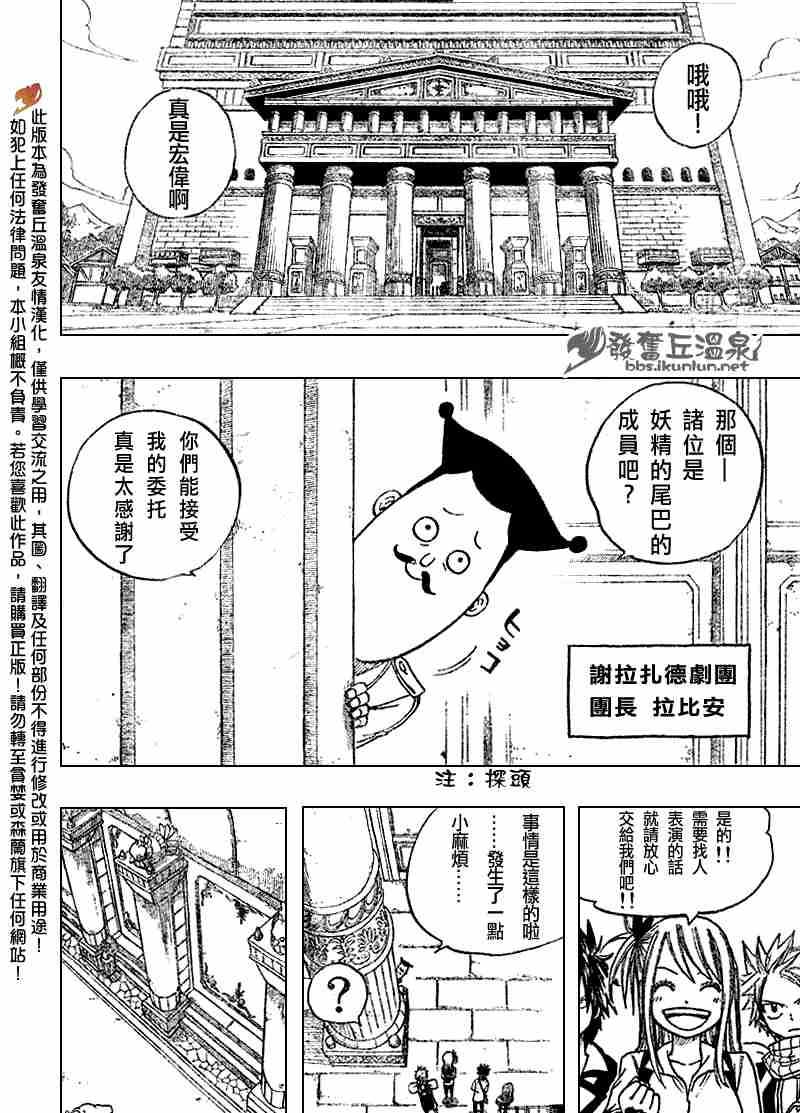 哦哦！
真是宏偉啊
發奮丘溫泉
bbs.ikunlun.net
那個—
諸位是
妖精的尾巴的
成員吧？
你們能接受
我的委托
真是太感謝了
ヒョコッ
謝拉扎德劇團
團長 拉比安
注：探頭
是的！！
需要找人
表演的話
就請放心
交給我們吧！！
事情是這樣的啦
……發生了一點
小麻煩……
？
此版本為發奮丘溫泉友情漢化，僅供學習交流之用，其圖、翻譯及任何部份不得進行修改或用於商業用途！
如犯上任何法律問題，本小組概不負責。若您喜歡此作品，請購買正版！請勿轉至貪婪或森蘭旗下任何網站！